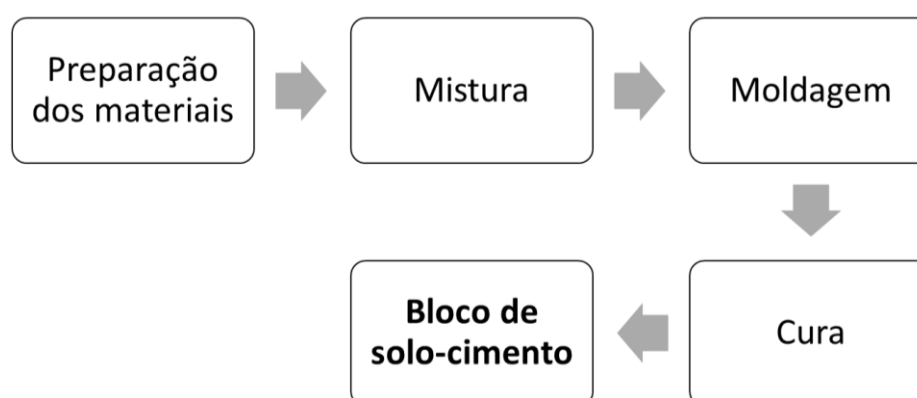 Preparação
dos materiais
Mistura
Moldagem
Cura
Bloco de
solo-cimento